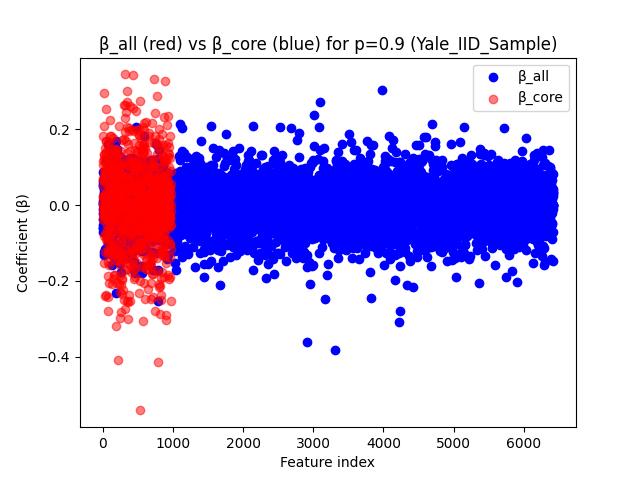 β_all (red) vs β_core (blue) for p=0.9 (Yale_IID_Sample)
β_all
β_core
Coefficient (β)
0.2
0.0
−0.2
−0.4
0 1000 2000 3000 4000 5000 6000
Feature index